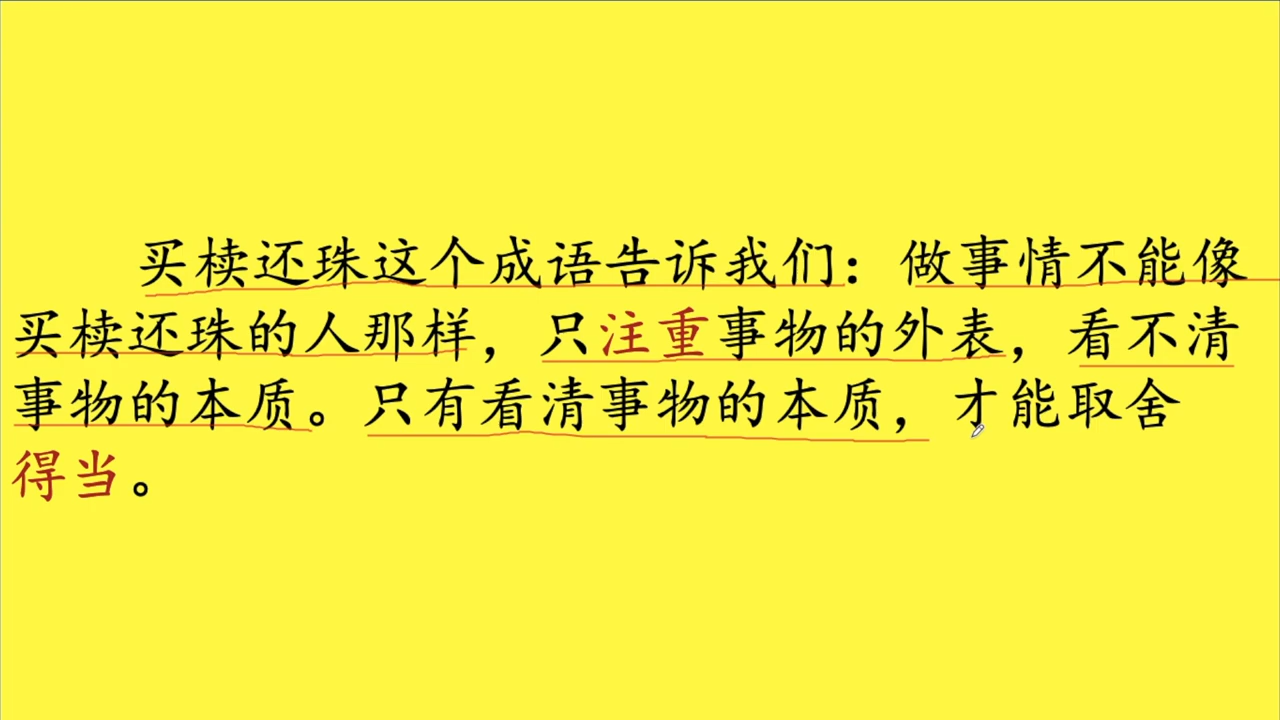 买椟还珠这个成语告诉我们：做事情不能像
买椟还珠的人那样，只注重事物的外表，看不清
事物的本质。只有看清事物的本质，才能取舍
得当。